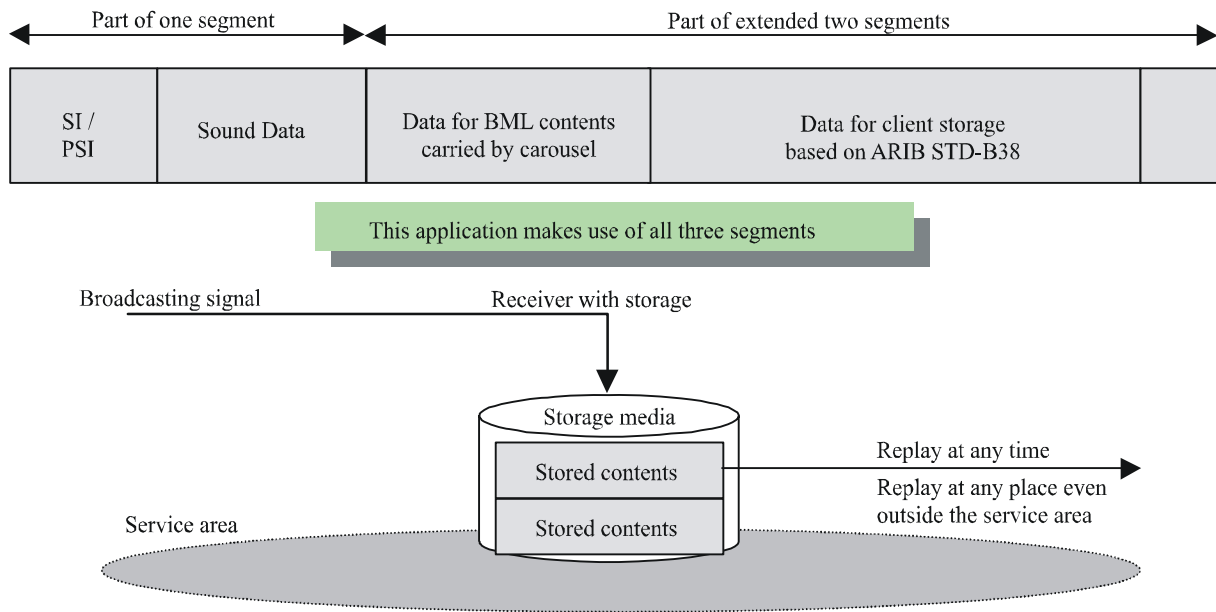 Part of one segment
Part of extended two segments
SI /
PSI
Sound Data
Data for BML contents
carried by carousel
Data for client storage
based on ARIB STD-B38
This application makes use of all three segments
Broadcasting signal
Receiver with storage
Storage media
Stored contents
Stored contents
Replay at any time
Replay at any place even
outside the service area
Service area